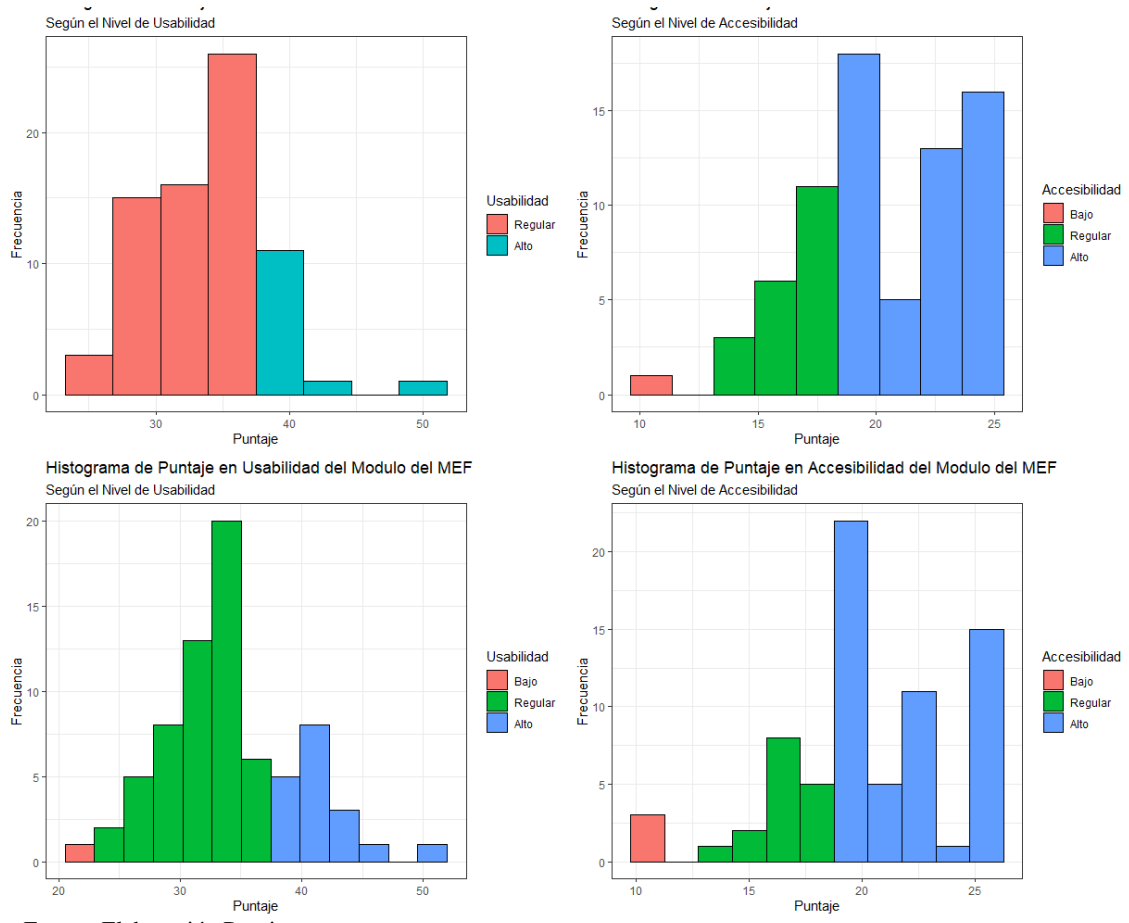 Según el Nivel de Usabilidad
Frecuencia
20
10
0
30
40
50
Puntaje
Usabilidad
Regular
Alto
Según el Nivel de Accesibilidad
Frecuencia
15
10
5
0
10
15
20
25
Puntaje
Accesibilidad
Bajo
Regular
Alto
Histograma de Puntaje en Usabilidad del Modulo del MEF
Según el Nivel de Usabilidad
Frecuencia
20
15
10
5
0
20
30
40
50
Puntaje
Usabilidad
Bajo
Regular
Alto
Histograma de Puntaje en Accesibilidad del Modulo del MEF
Según el Nivel de Accesibilidad
Frecuencia
20
15
10
5
0
10
15
20
25
Puntaje
Accesibilidad
Bajo
Regular
Alto